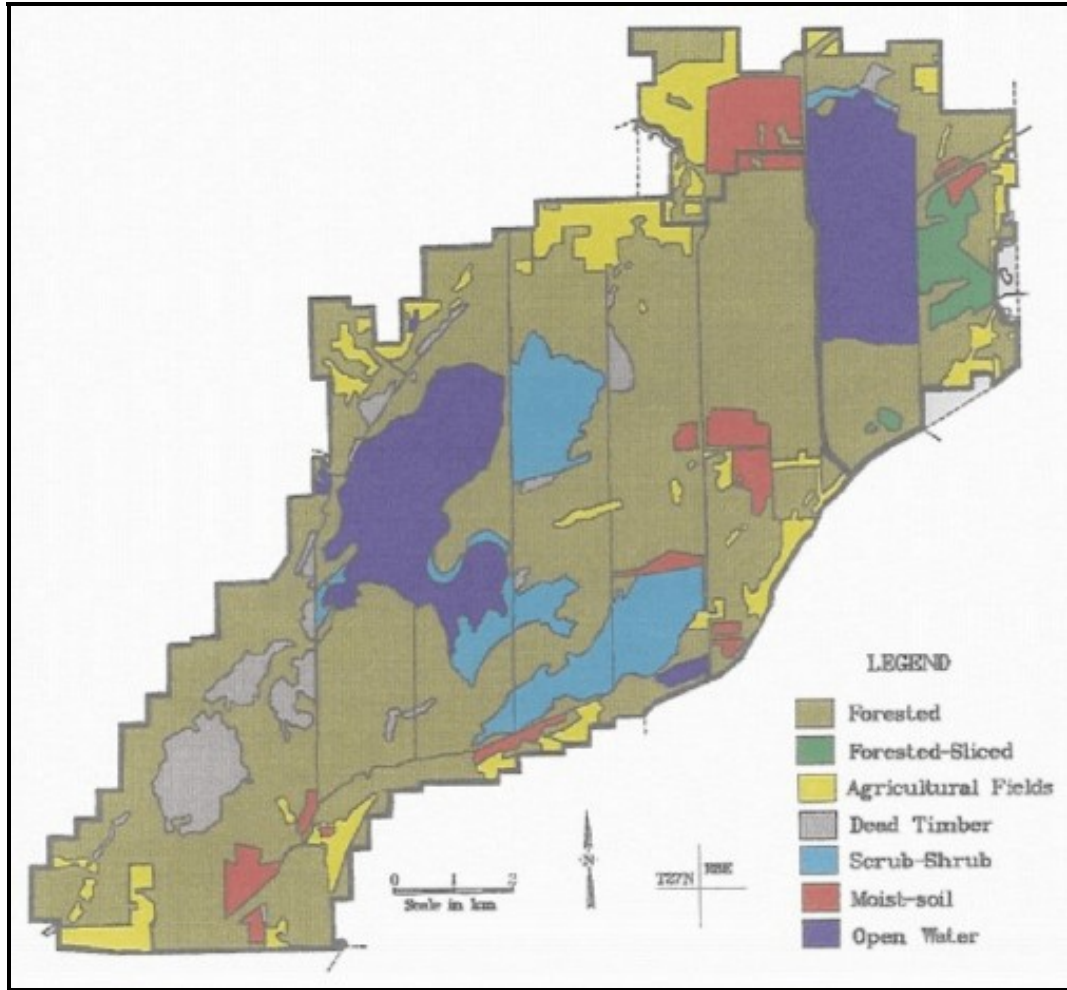 LEGEND
Forested
Forested-Sliced
Agricultural Fields
Dead Timber
Scrub-Shrub
Moist-soil
Open Water
0 1 2
Scale in km
N
T27N R8E